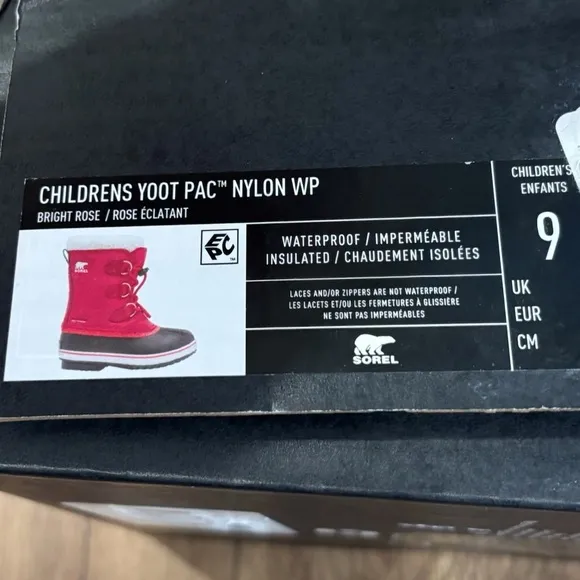 CHILDRENS YOOT PAC™ NYLON WP
BRIGHT ROSE / ROSE ÉCLATANT
EPC™
SOREL
WATERPROOF / IMPERMÉABLE
INSULATED / CHAUDEMENT ISOLÉES
LACES AND/OR ZIPPERS ARE NOT WATERPROOF /
LES LACETS ET/OU LES FERMETURES À GLISSIÈRE
NE SONT PAS IMPERMÉABLES
SOREL
CHILDREN'S
ENFANTS
9
UK
EUR
CM